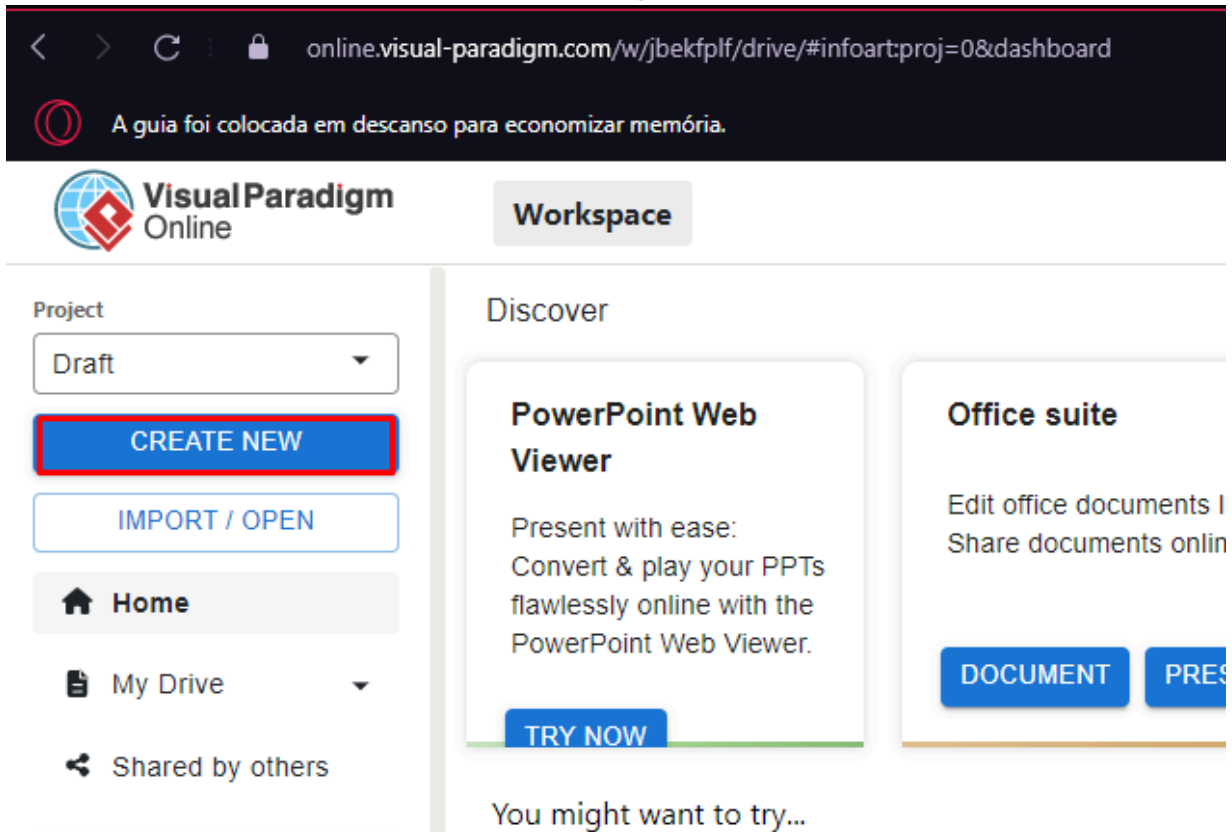 online.visual-paradigm.com/w/jbekfplf/drive/#infoart:proj=0&dashboard
A guia foi colocada em descanso para economizar memória.
Visual Paradigm
Online
Workspace
Project
Draft
CREATE NEW
IMPORT / OPEN
Home
My Drive
Shared by others
Discover
PowerPoint Web
Viewer
Present with ease:
Convert & play your PPTs
flawlessly online with the
PowerPoint Web Viewer.
TRY NOW
Office suite
Edit office documents
Share documents
DOCUMENT
You might want to try...